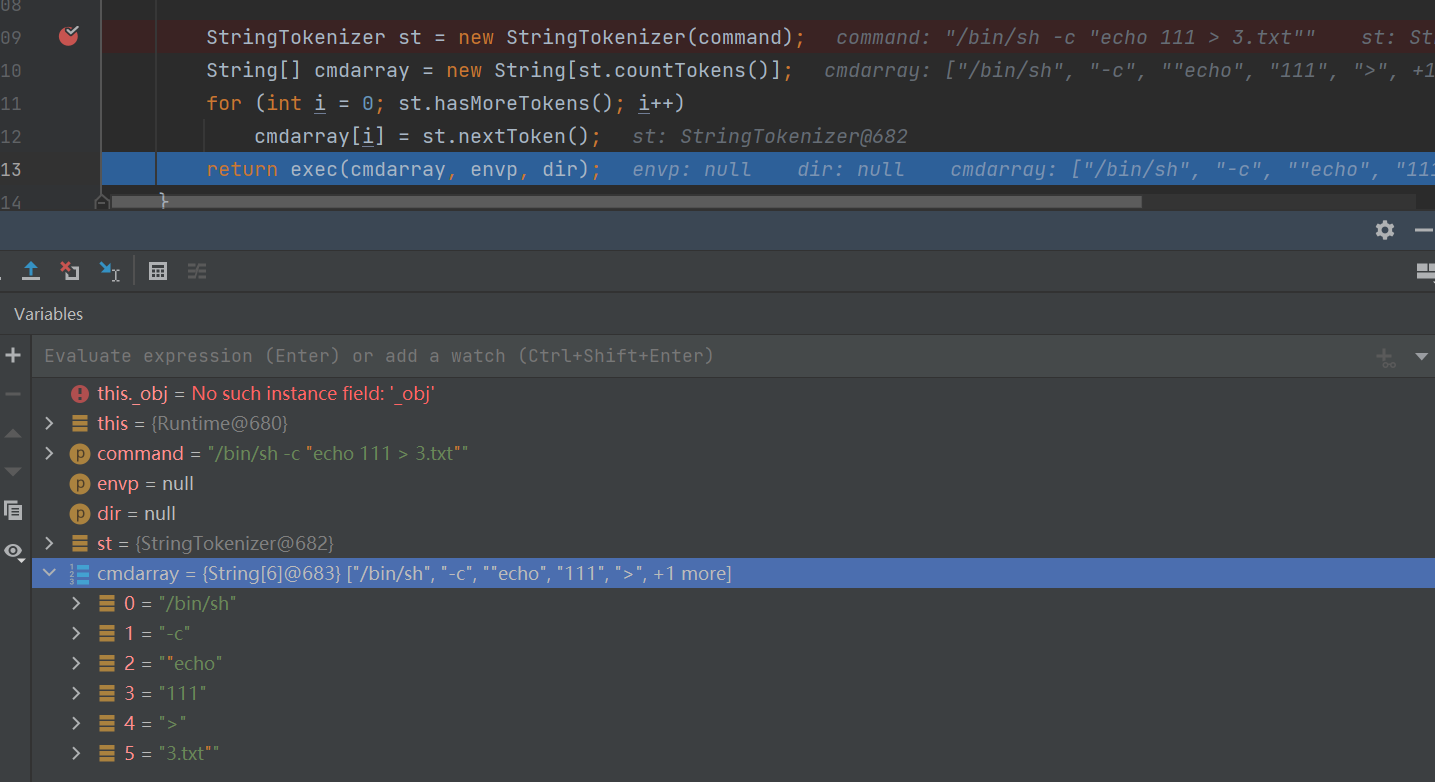 08
09 StringTokenizer st = new StringTokenizer(command); command: "/bin/sh -c "echo 111 > 3.txt"" st: St
10 String[] cmdarray = new String[st.countTokens()]; cmdarray: ["/bin/sh", "-c", ""echo", "111", ">", +1
11 for (int i = 0; st.hasMoreTokens(); i++)
12 cmdarray[i] = st.nextToken(); st: StringTokenizer@682
13 return exec(cmdarray, envp, dir); envp: null dir: null cmdarray: ["/bin/sh", "-c", ""echo", "111
14 }
Variables
Evaluate expression (Enter) or add a watch (Ctrl+Shift+Enter)
this._obj = No such instance field: '_obj'
this = {Runtime@680}
p command = "/bin/sh -c "echo 111 > 3.txt""
p envp = null
p dir = null
st = {StringTokenizer@682}
cmdarray = {String[6]@683} ["/bin/sh", "-c", ""echo", "111", ">", +1 more]
0 = "/bin/sh"
1 = "-c"
2 = ""echo"
3 = "111"
4 = ">"
5 = "3.txt""